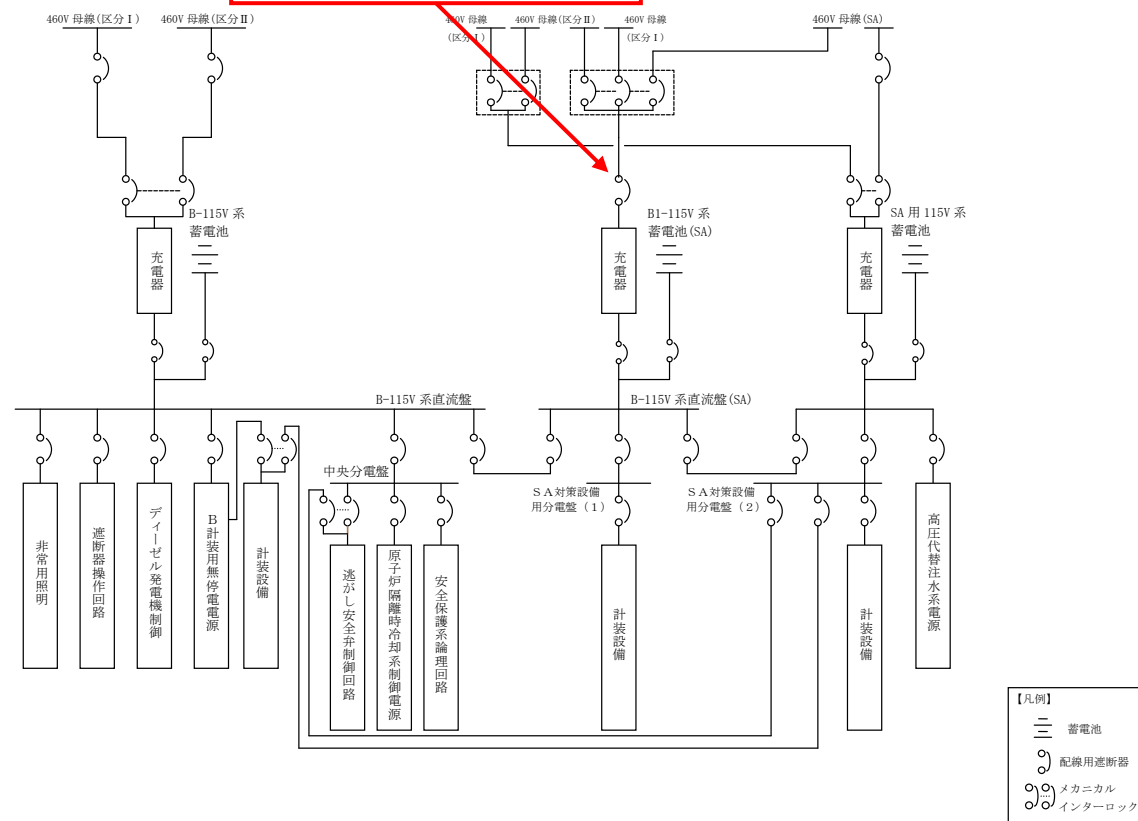 460V 母線(区分Ⅰ)
460V 母線(区分Ⅱ)
460V 母線
(区分Ⅰ)
460V 母線(区分Ⅱ)
460V 母線
(区分Ⅰ)
460V 母線(SA)
B-115V 系
蓄電池
充電器
B1-115V 系
蓄電池(SA)
充電器
SA 用 115V 系
蓄電池
充電器
B-115V 系直流盤
B-115V 系直流盤(SA)
中央分電盤
SA対策設備
用分電盤(1)
SA対策設備
用分電盤(2)
非常用照明
遮断器操作回路
ディーゼル発電機制御
B計装用無停電電源
計装設備
逃がし安全弁制御回路
原子炉隔離時冷却系制御電源
安全保護系論理回路
計装設備
計装設備
高圧代替注水系電源
【凡例】
蓄電池
配線用遮断器
メカニカル
インターロック